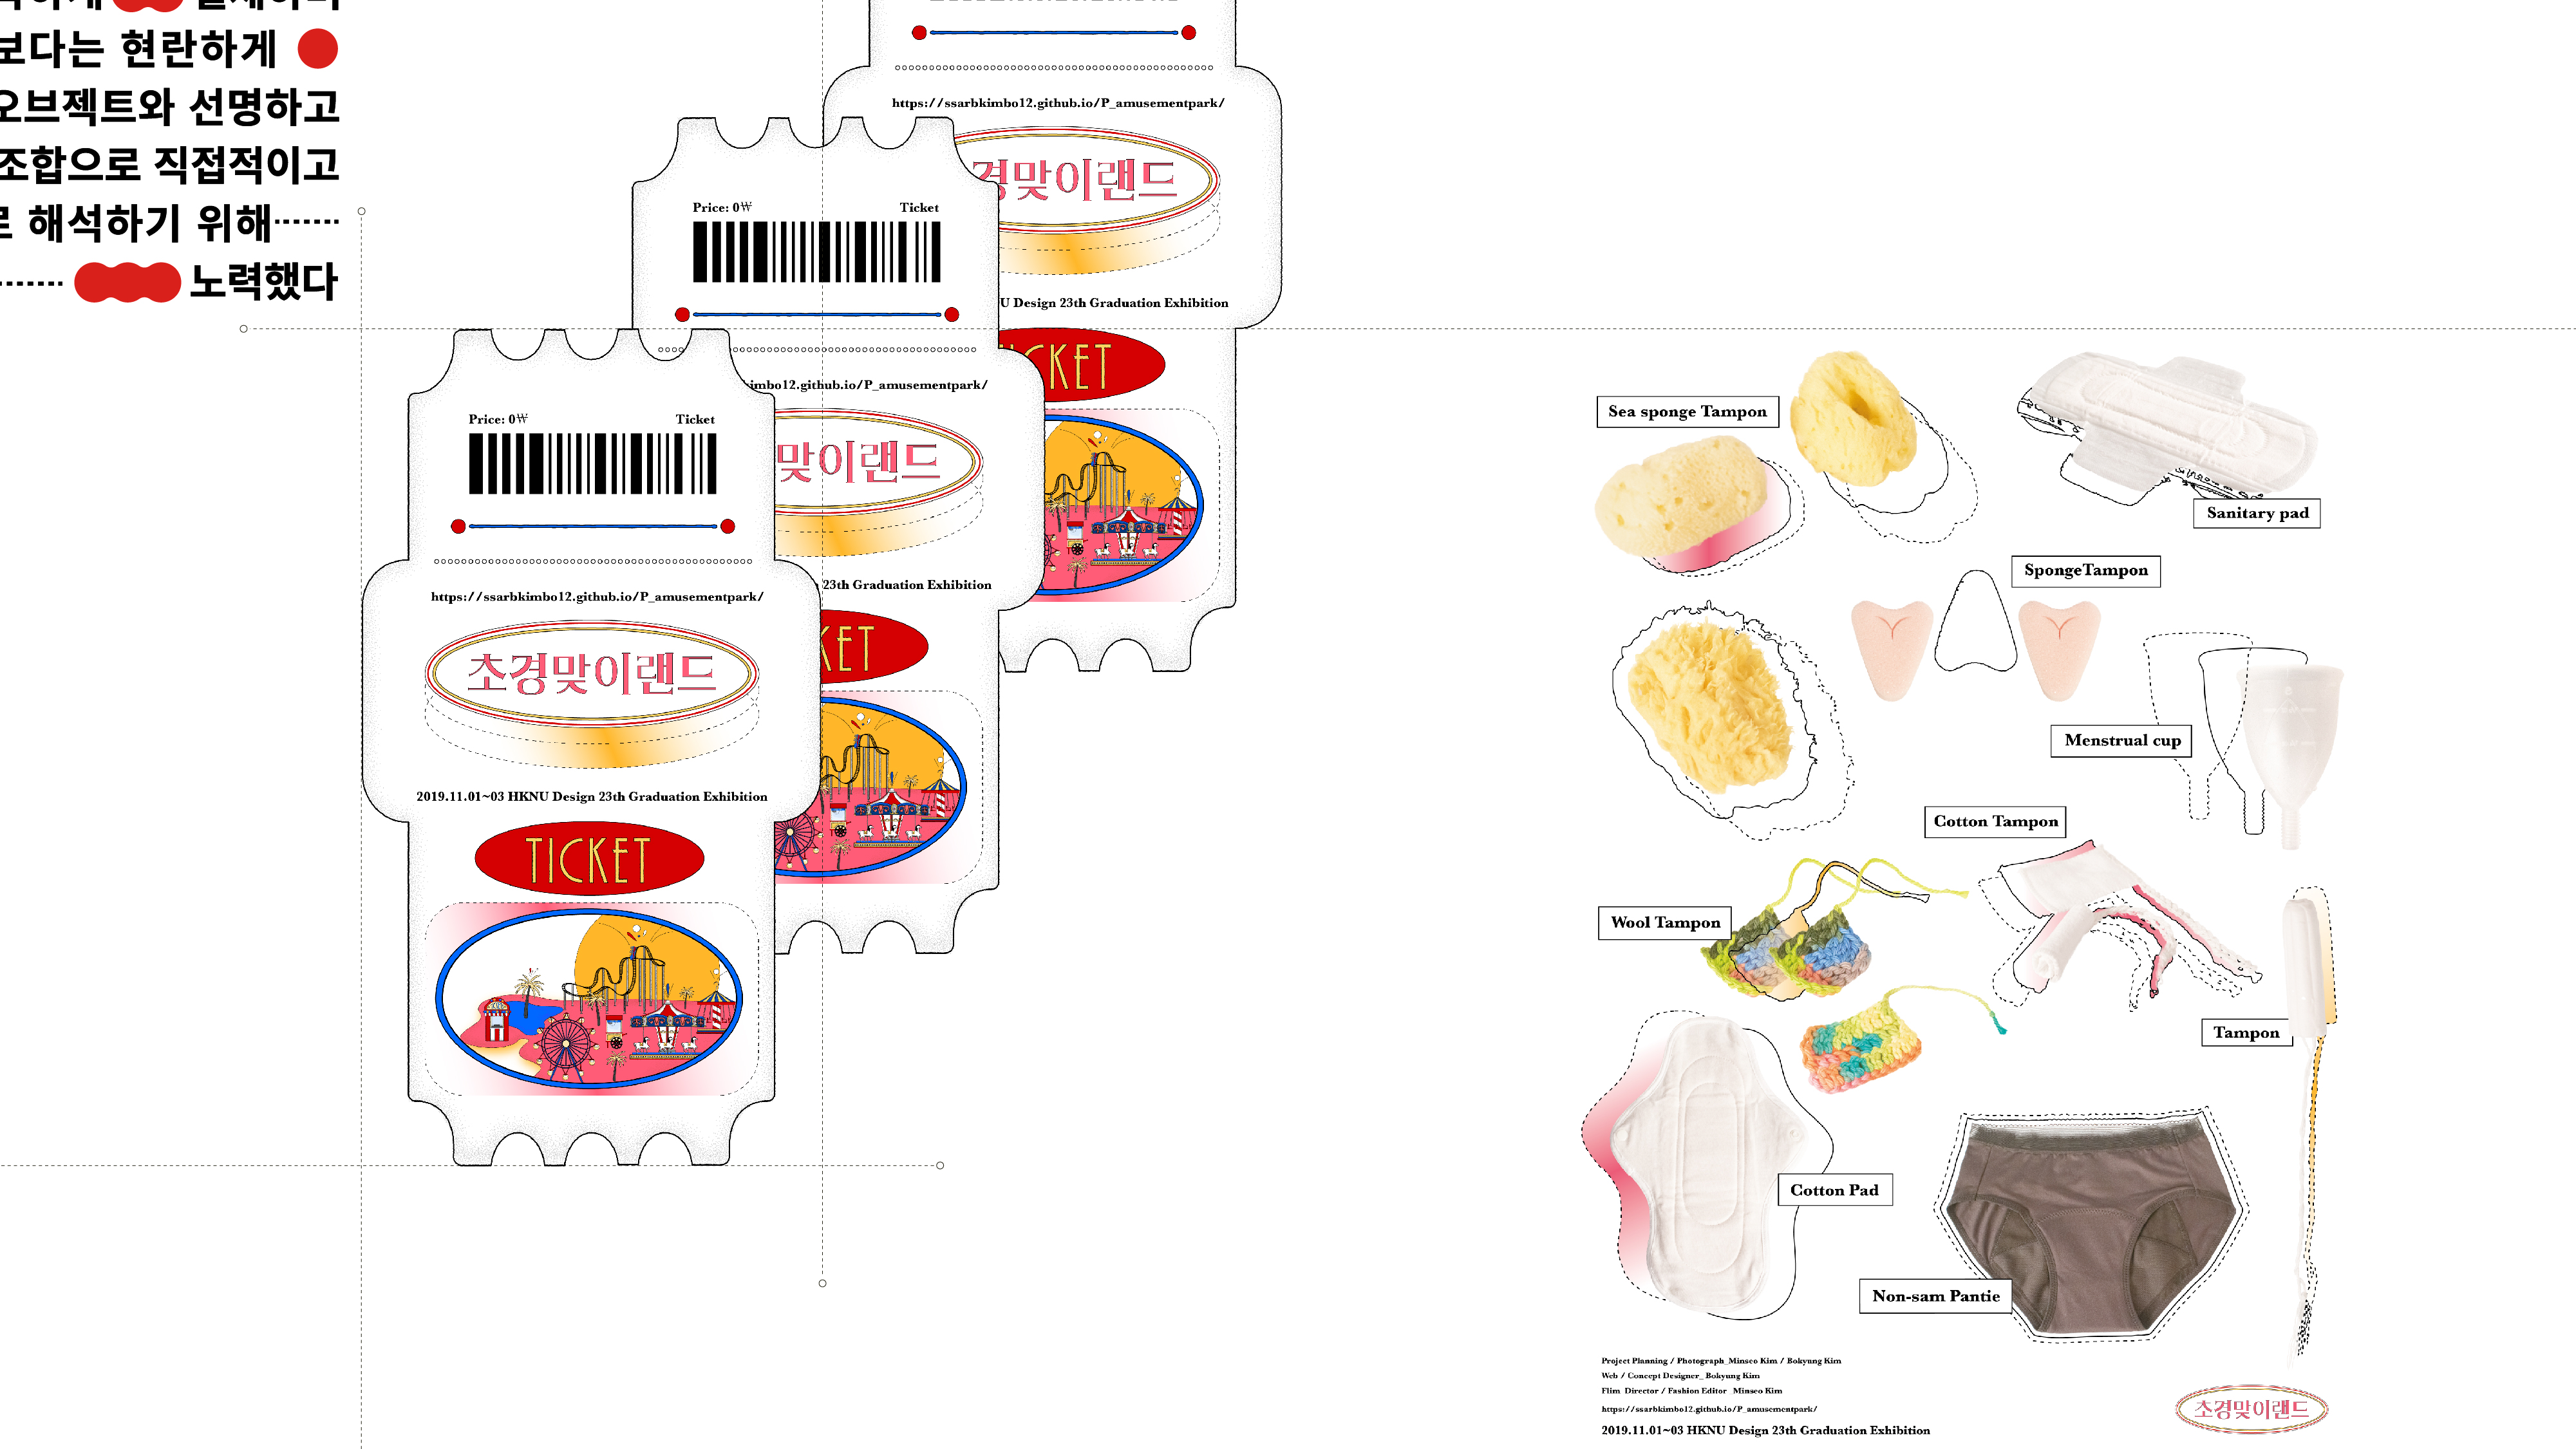 보다는 현란하게
오브젝트와 선명하고
조합으로 직접적이고
로 해석하기 위해
노력했다
https://ssarbkimbo12.github.io/P_amusementpark/
경맞이랜드
U Design 23th Graduation Exhibition
CKET
Price: 0₩ Ticket
kimbo12.github.io/P_amusementpark/
맞이랜드
23th Graduation Exhibition
KET
Price: 0₩ Ticket
https://ssarbkimbo12.github.io/P_amusementpark/
초경맞이랜드
2019.11.01~03 HKNU Design 23th Graduation Exhibition
TICKET
Sea sponge Tampon
Sanitary pad
SpongeTampon
Menstrual cup
Cotton Tampon
Wool Tampon
Tampon
Cotton Pad
Non-sam Pantie
Project Planning / Photograph_Minseo Kim / Bokyung Kim
Web / Concept Designer_ Bokyung Kim
Flim Director / Fashion Editor_ Minseo Kim
https://ssarbkimbo12.github.io/P_amusementpark/
2019.11.01~03 HKNU Design 23th Graduation Exhibition
초경맞이랜드